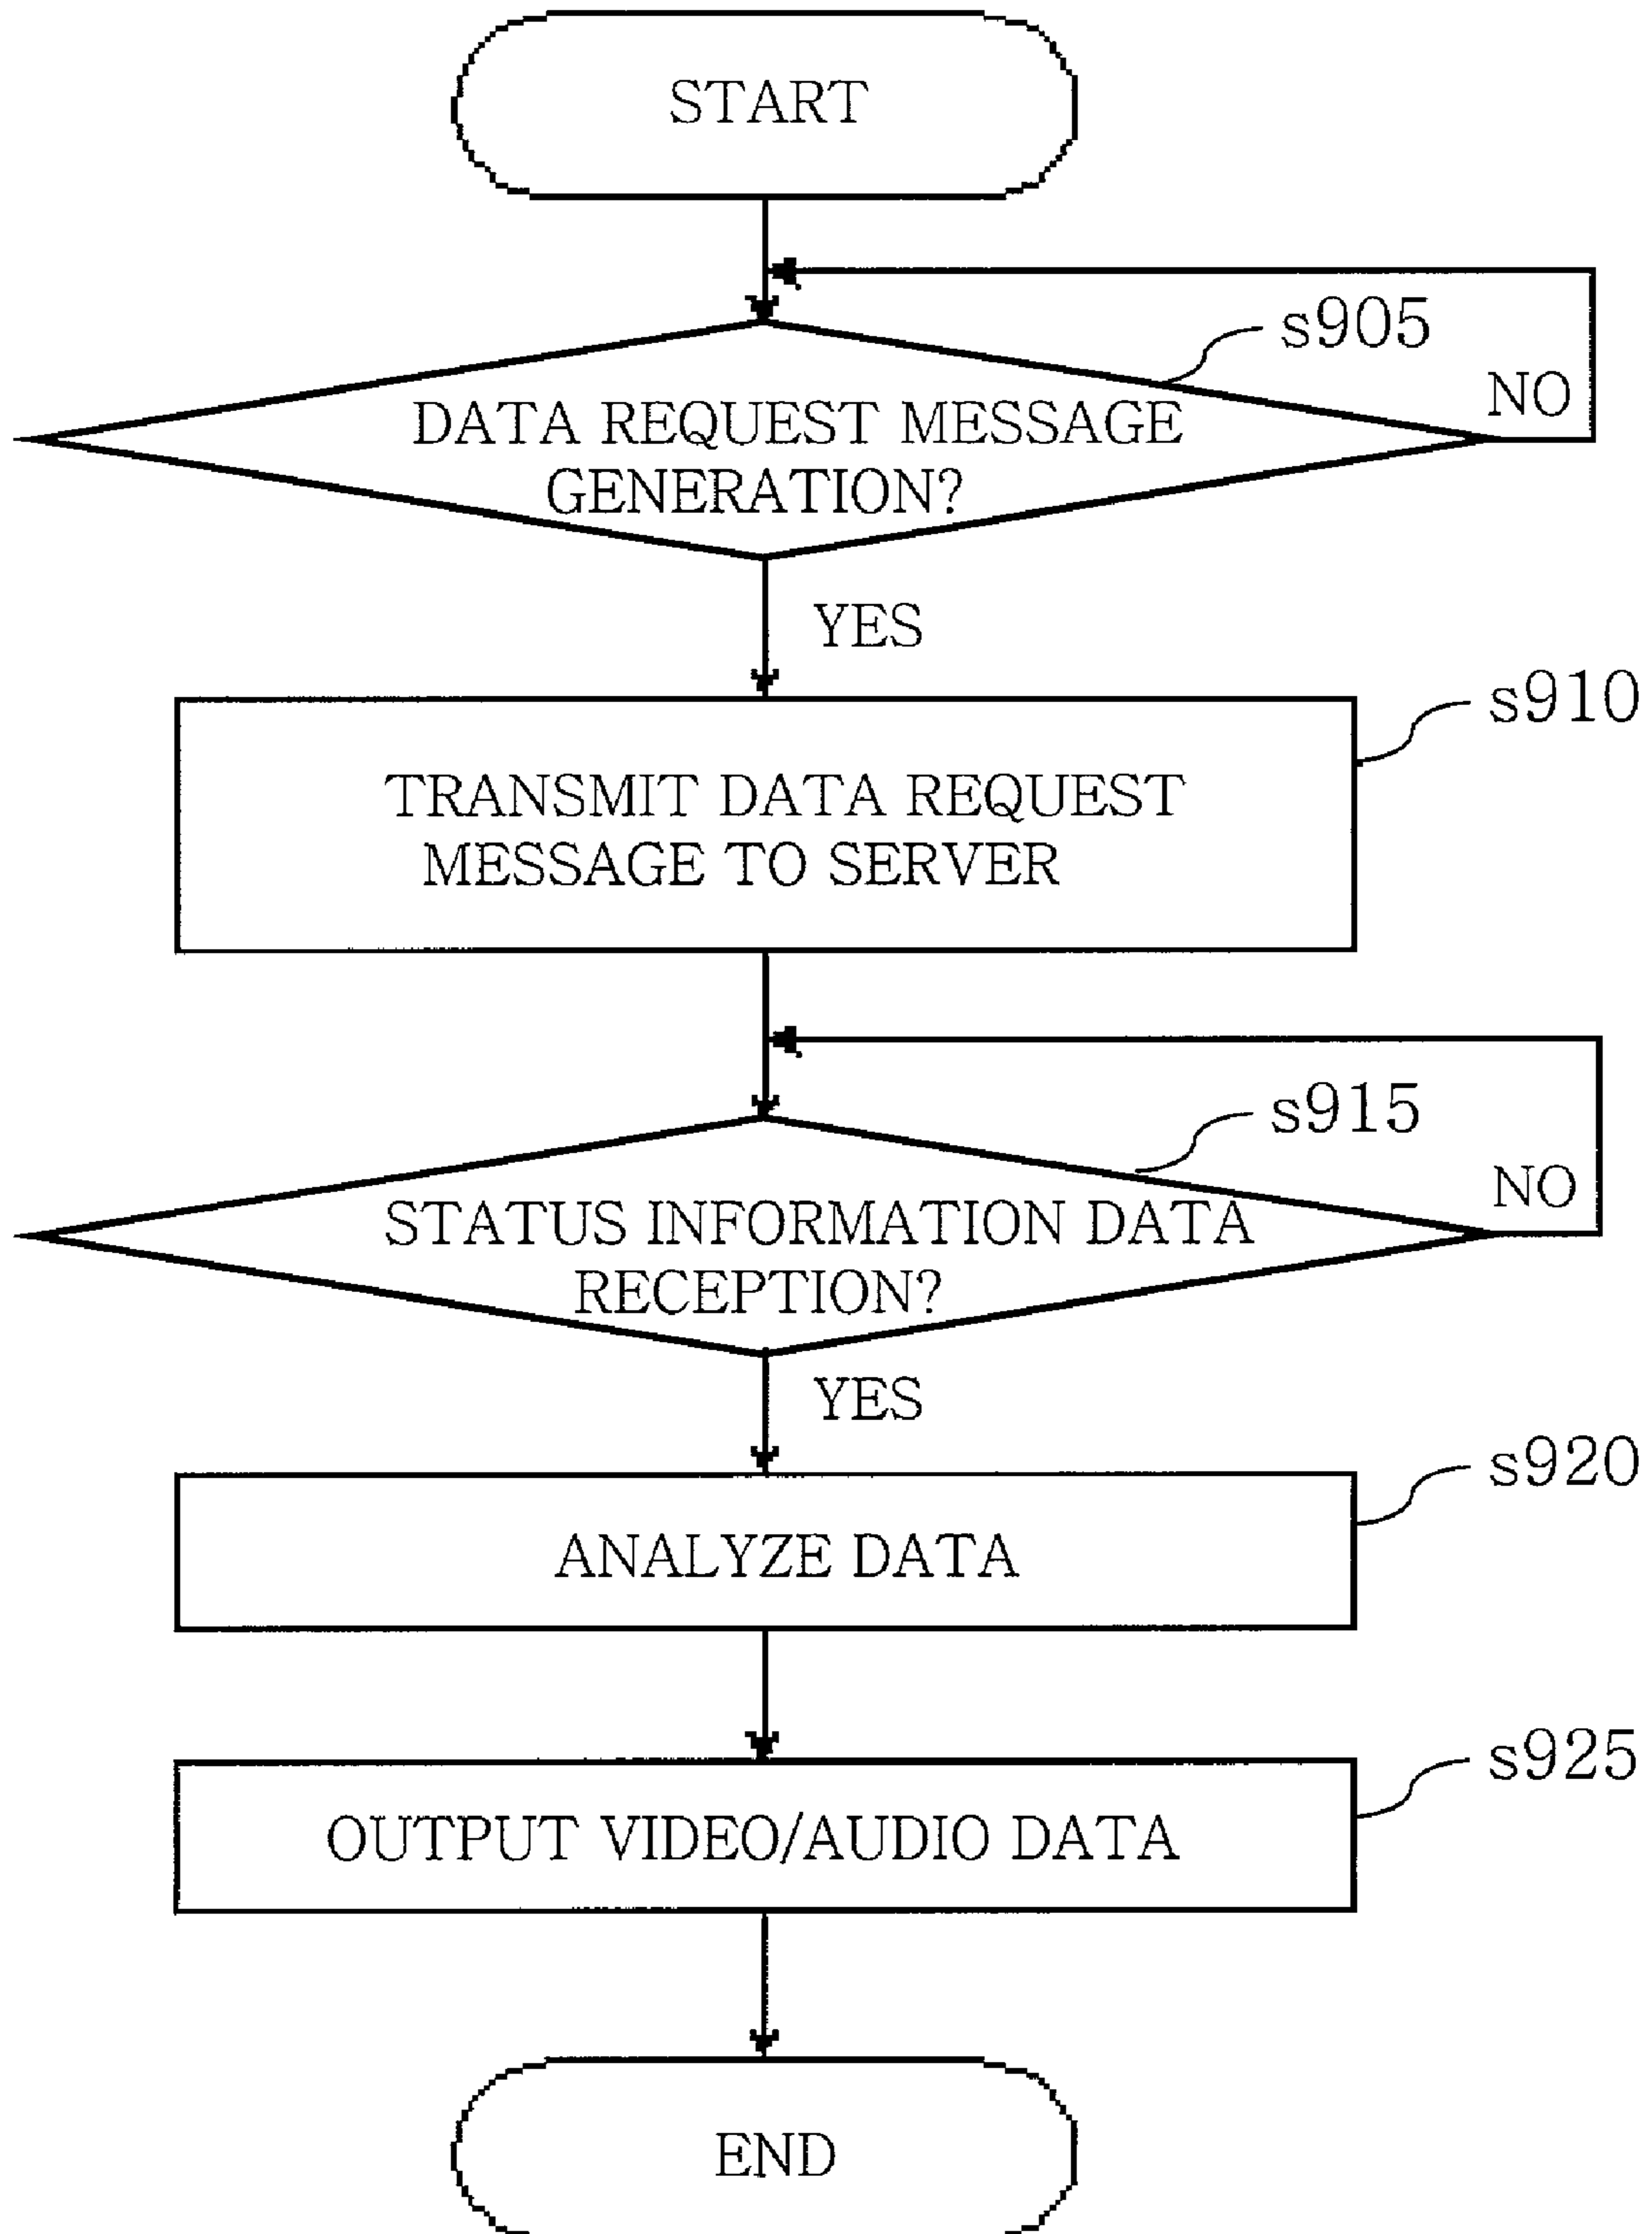 START
s905
NO
DATA REQUEST MESSAGE
GENERATION?
YES
s910
TRANSMIT DATA REQUEST
MESSAGE TO SERVER
s915
NO
STATUS INFORMATION DATA
RECEPTION?
YES
s920
ANALYZE DATA
s925
OUTPUT VIDEO/AUDIO DATA
END